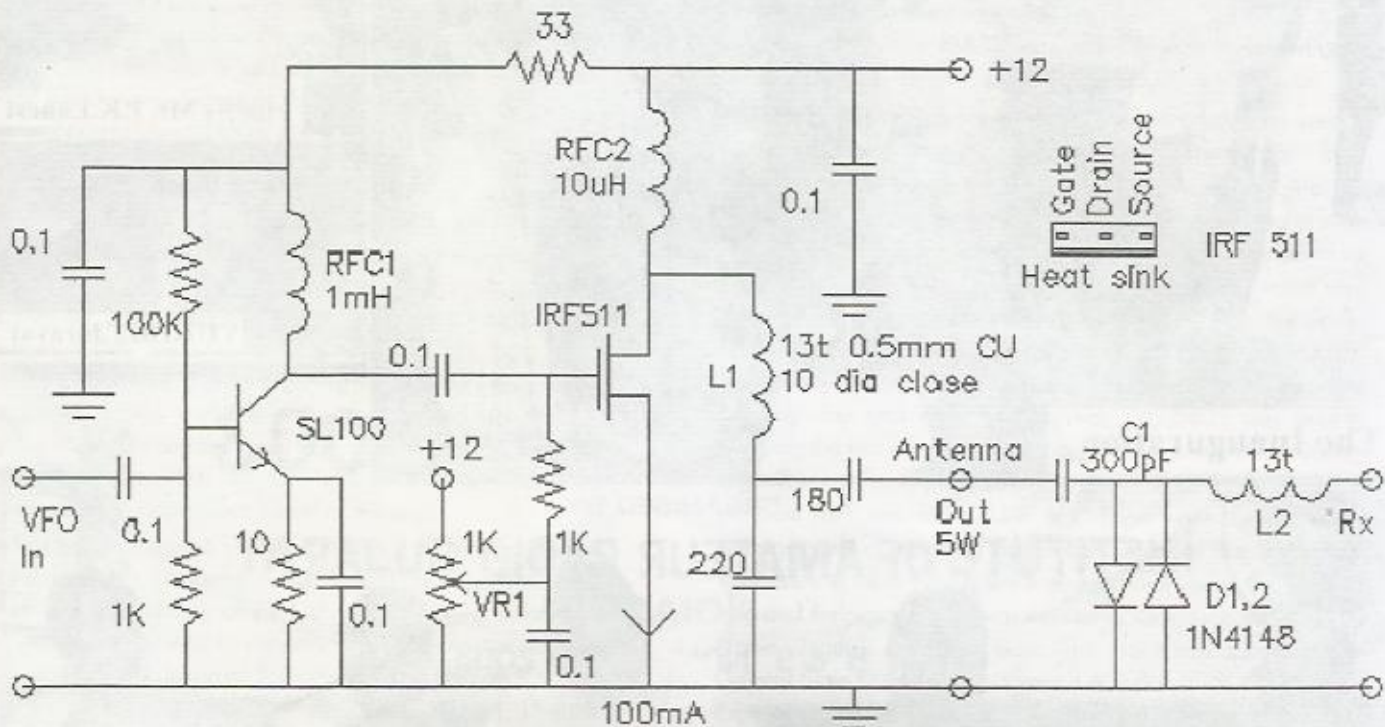 33
+12
RFC2
10uH
0.1
Gate
Drain
Source
IRF 511
Heat sink
0.1
100K
RFC1
1mH
IRF511
0.1
13t 0.5mm CU
10 dia close
L1
SL100
+12
Antenna
C1
300pF
13t
L2
Rx
VFO
In
0.1
180
Out
5W
10
1K
1K
220
1K
0.1
VR1
0.1
D1,2
1N4148
100mA